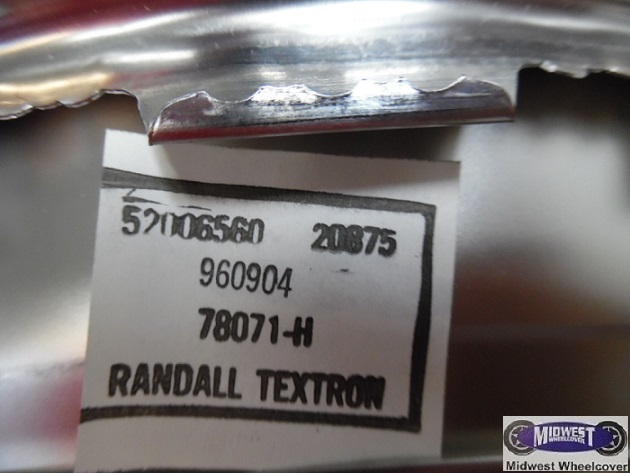 52006560 20875
960904
78071-H
RANDALL TEXTRON
MIDWEST
WHEELCOVER
Midwest Wheelcover